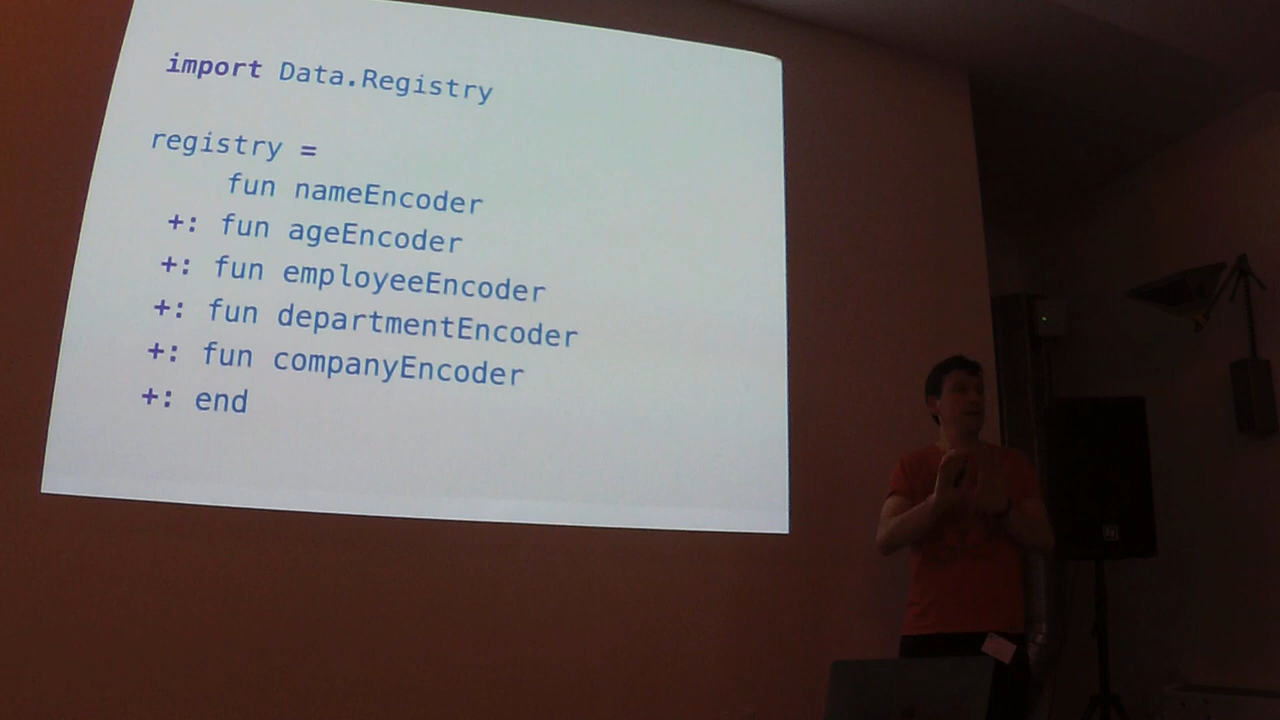 import Data.Registry
registry =
fun nameEncoder
+: fun ageEncoder
+: fun employeeEncoder
+: fun departmentEncoder
+: fun companyEncoder
+: end